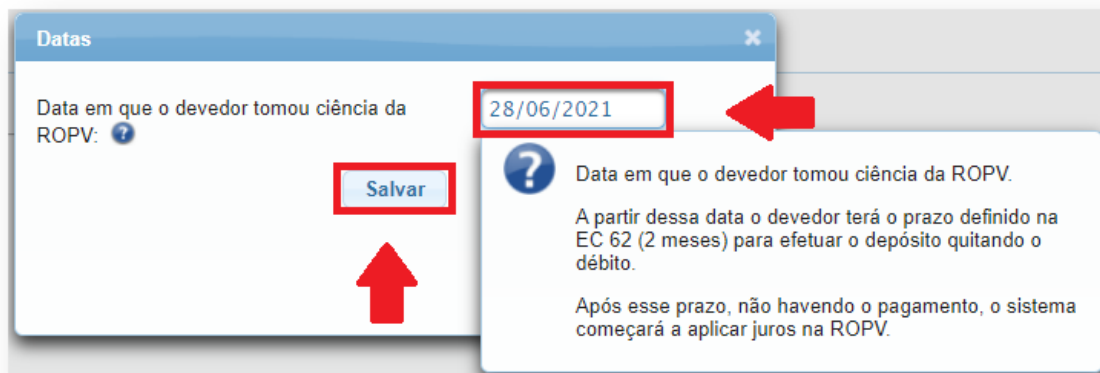 Datas
Data em que o devedor tomou ciência da
ROPV:
28/06/2021
Salvar
Data em que o devedor tomou ciência da ROPV.
A partir dessa data o devedor terá o prazo definido na
EC 62 (2 meses) para efetuar o depósito quitando o
débito.
Após esse prazo, não havendo o pagamento, o sistema
começará a aplicar juros na ROPV.